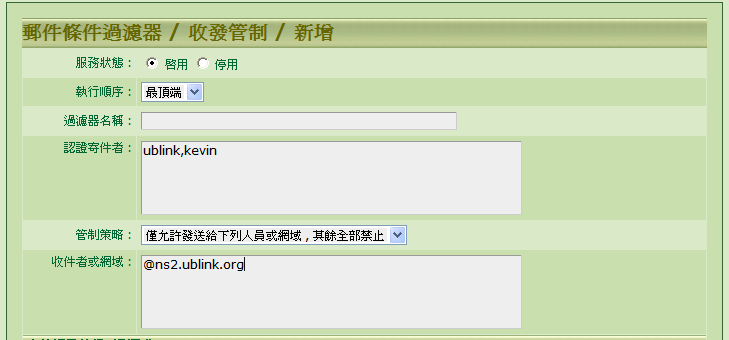 郵件條件過濾器 / 收發管制 / 新增
服務狀態： 啓用 停用
執行順序： 最頂端
過濾器名稱：
認證寄件者： ublink,kevin
管制策略： 僅允許發送給下列人員或網域，其餘全部禁止
收件者或網域： @ns2.ublink.org